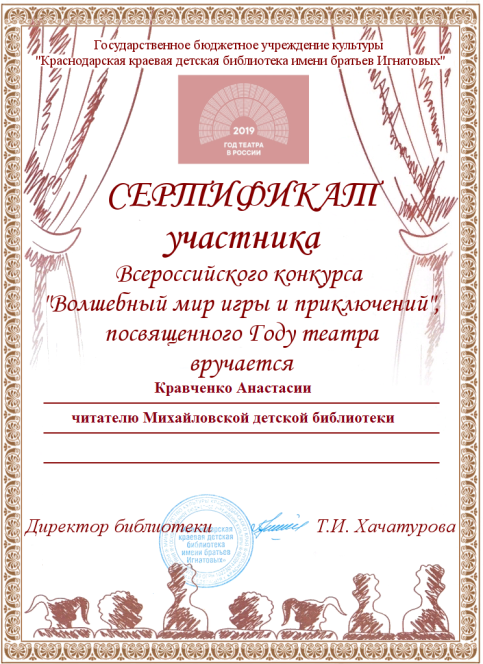 Государственное бюджетное учреждение культуры
"Краснодарская краевая детская библиотека имени братьев Игнатовых"
2019
ГОД ТЕАТРА
В РОССИИ
СЕРТИФИКАТ
участника
Всероссийского конкурса
"Волшебный мир игры и приключений",
посвященного Году театра
вручается
Кравченко Анастасии
читателю Михайловской детской библиотеки
Директор библиотеки Т.И. Хачатурова
краевая детская
библиотека
имени братьев
Игнатовых»